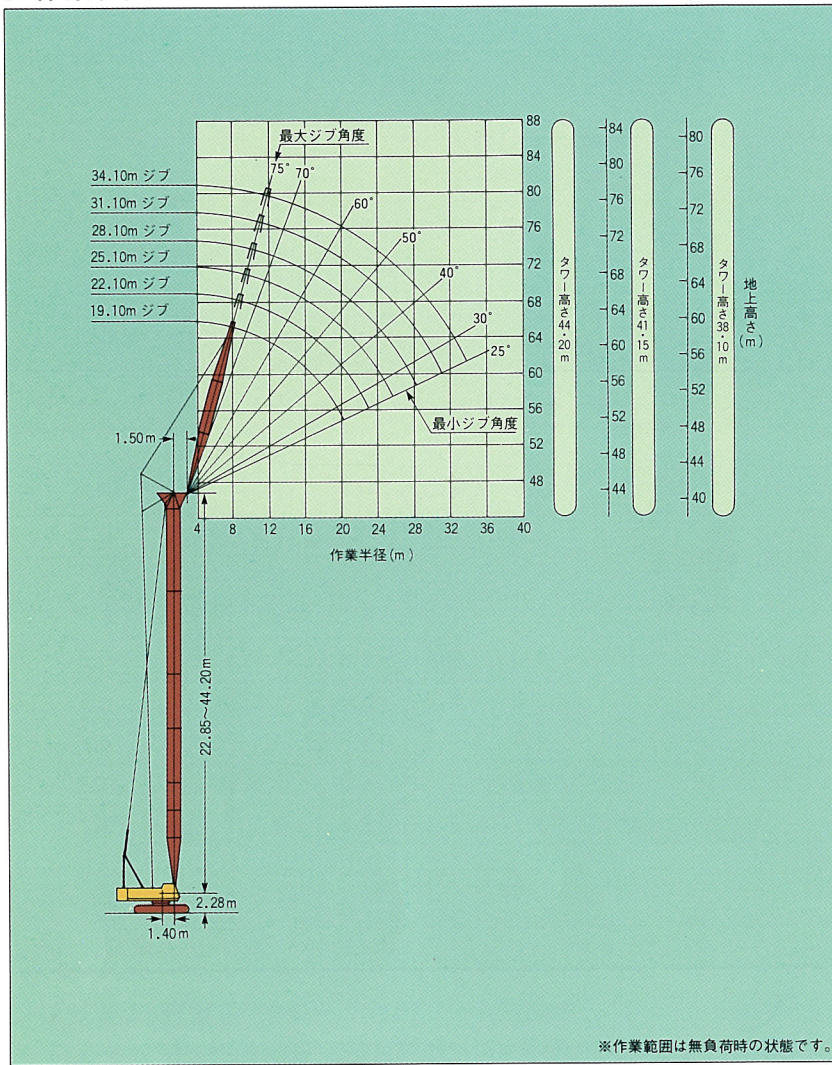 最大ジブ角度
75°
70°
60°
50°
40°
30°
25°
最小ジブ角度
34.10m ジブ
31.10m ジブ
28.10m ジブ
25.10m ジブ
22.10m ジブ
19.10m ジブ
88
84
80
76
72
68
64
60
56
52
48
タワー高さ44・20m
84
80
76
72
68
64
60
56
52
48
44
タワー高さ41・15m
80
76
72
68
64
60
56
52
48
44
40
タワー高さ38・10m
地上高さ(m)
4 8 12 16 20 24 28 32 36 40
作業半径(m)
1.50m
22.85〜44.20m
2.28m
1.40m
※作業範囲は無負荷時の状態です。